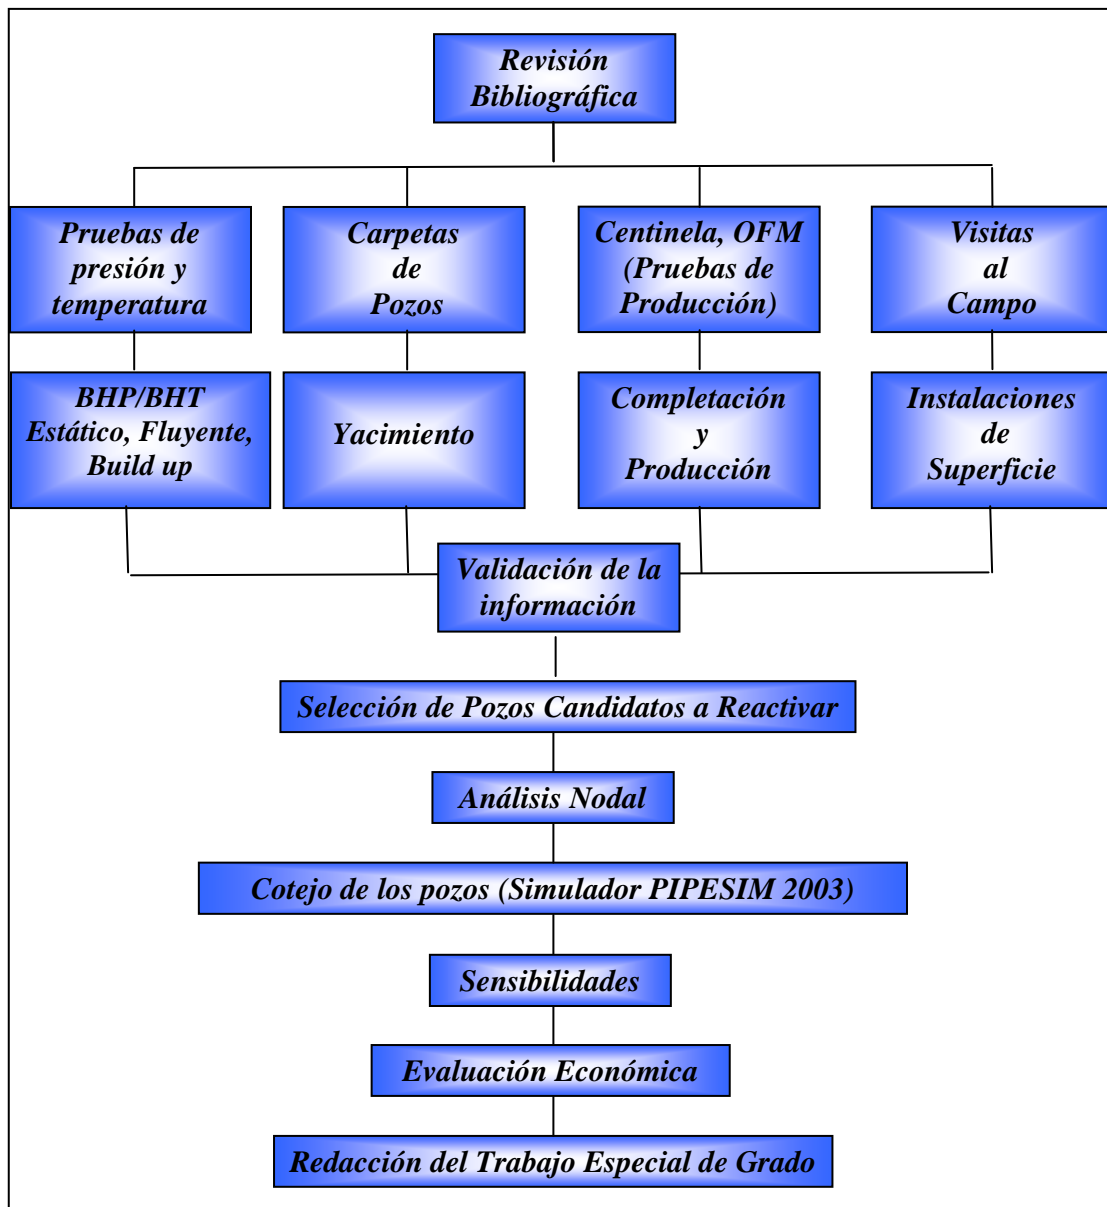 Revisión
Bibliográfica
Pruebas de
presión y
temperatura
Carpetas
de
Pozos
Centinela, OFM
(Pruebas de
Producción)
Visitas
al
Campo
BHP/BHT
Estático, Fluyente,
Build up
Yacimiento
Completación
y
Producción
Instalaciones
de
Superficie
Validación de la
información
Selección de Pozos Candidatos a Reactivar
Análisis Nodal
Cotejo de los pozos (Simulador PIPESIM 2003)
Sensibilidades
Evaluación Económica
Redacción del Trabajo Especial de Grado